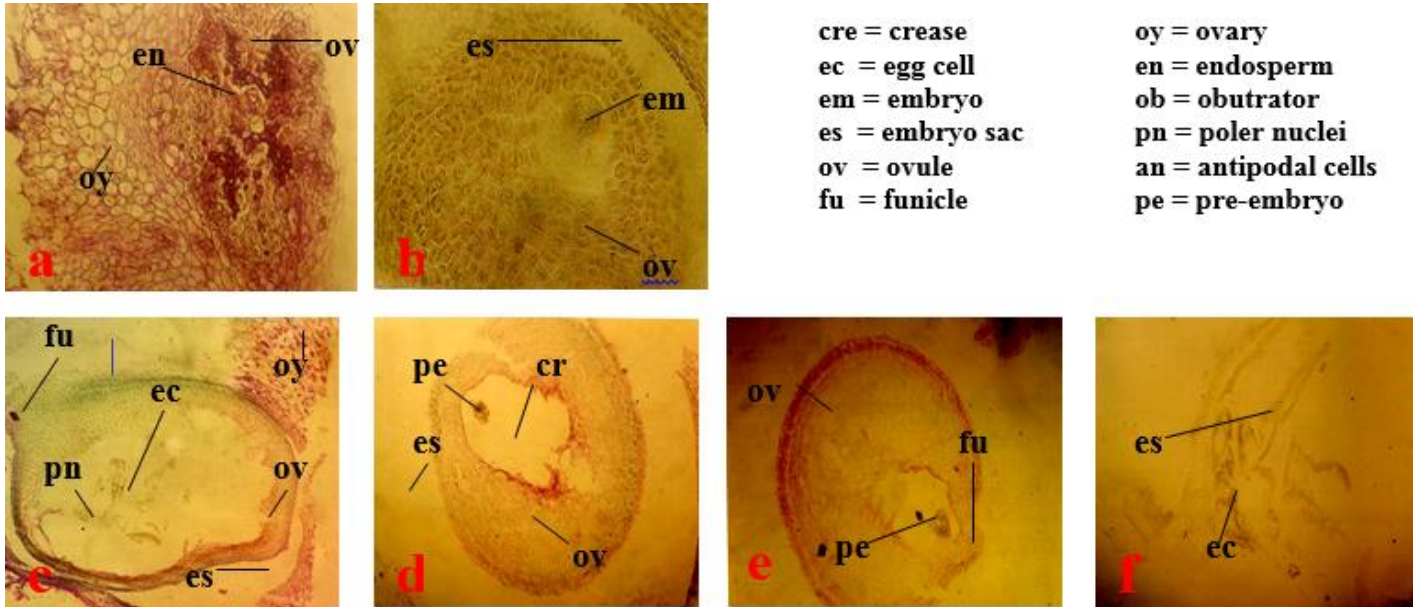 ov
en
oy
a
es
em
ov
b
cre = crease
ec = egg cell
em = embryo
es = embryo sac
ov = ovule
fu = funicle
oy = ovary
en = endosperm
ob = obutrator
pn = poler nuclei
an = antipodal cells
pe = pre-embryo
fu
oy
ec
pn
ov
es
c
pe
cr
es
ov
d
ov
fu
pe
e
es
ec
f